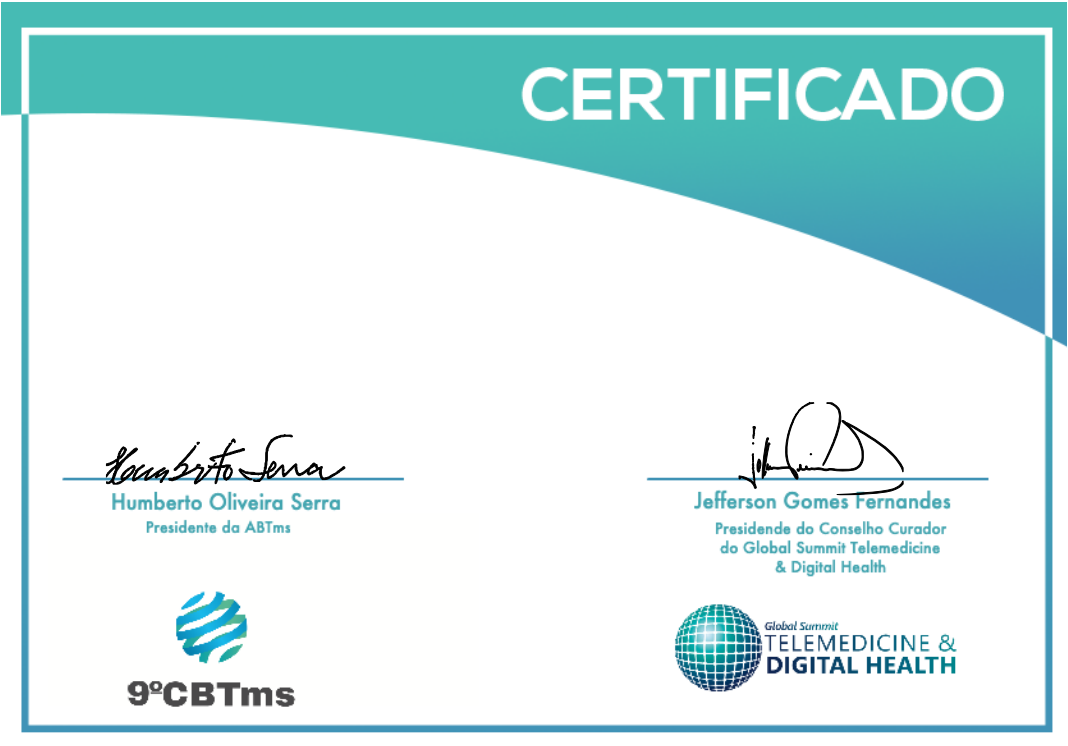 CERTIFICADO
Humberto Serra
Humberto Oliveira Serra
Presidente da ABTms
Jefferson Gomes Fernandes
Presidende do Conselho Curador
do Global Summit Telemedicine
& Digital Health
9ºCBTms
Global Summit
TELEMEDICINE &
DIGITAL HEALTH